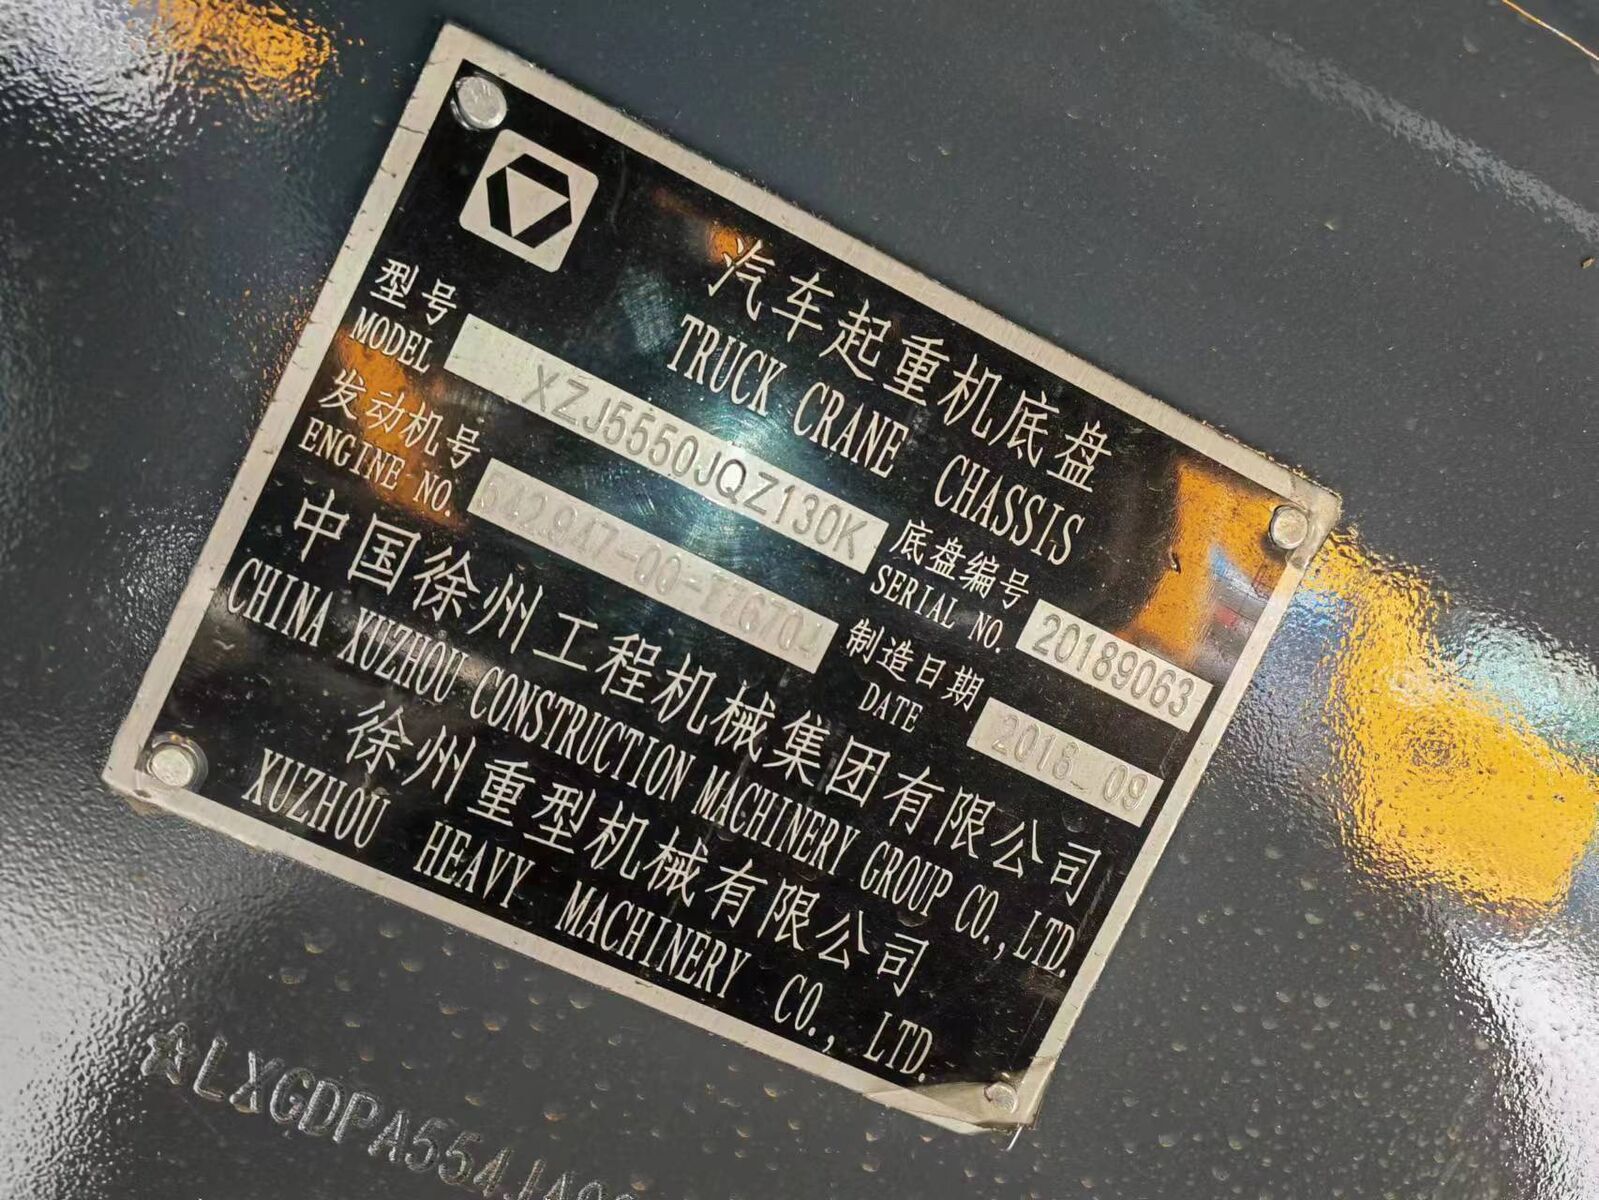 汽车起重机底盘
TRUCK CRANE CHASSIS
型号
MODEL
XZJ5550JQZ130K
底盘编号
SERIAL NO.
20189063
发动机号
ENGINE NO.
制造日期
DATE
2018_09
中国徐州工程机械集团有限公司
CHINA XUZHOU CONSTRUCTION MACHINERY GROUP CO., LTD.
徐州重型机械有限公司
XUZHOU HEAVY MACHINERY CO., LTD.